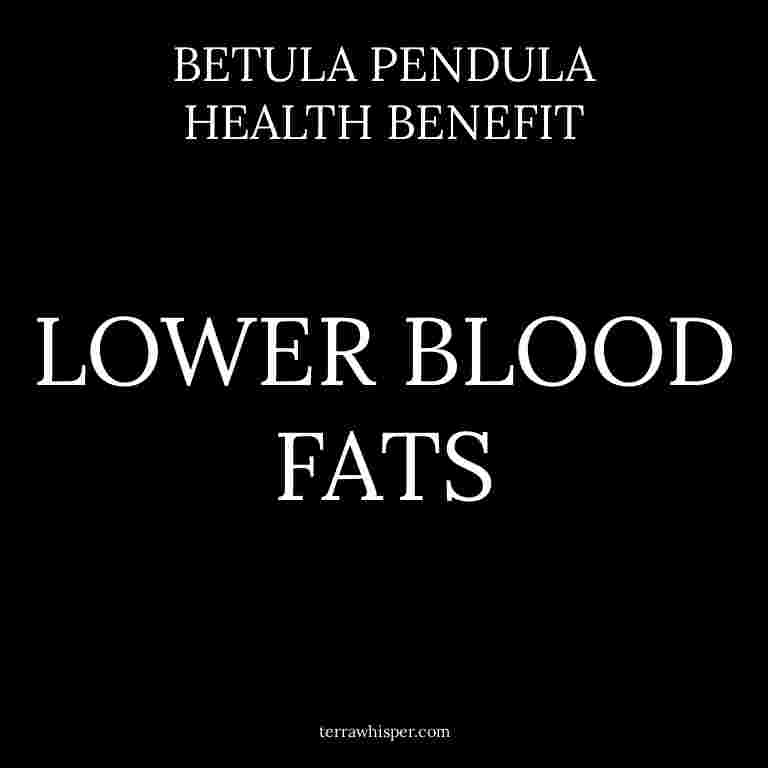 BETULA PENDULA
HEALTH BENEFIT
LOWER BLOOD
FATS
terrawhisper.com